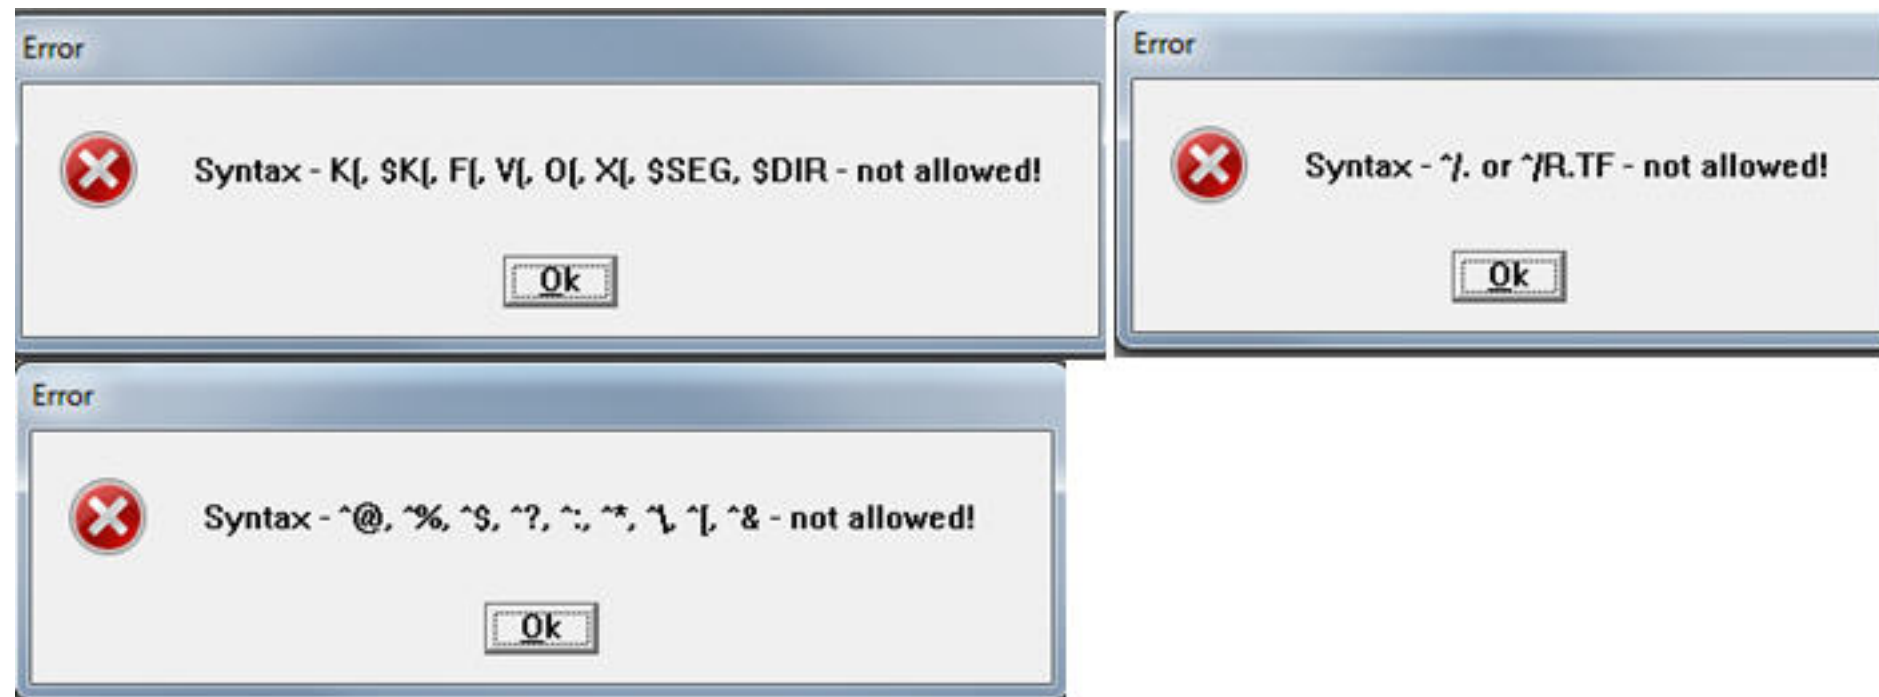 Error
Syntax - K[, $K[, F[, V[, O[, X[, $SEG, $DIR - not allowed!
Ok
Error
Syntax - ^/. or ^/R.TF - not allowed!
Ok
Error
Syntax - ^@, ^%, ^$, ^?, ^:, ^*, ^\, ^[, ^& - not allowed!
Ok